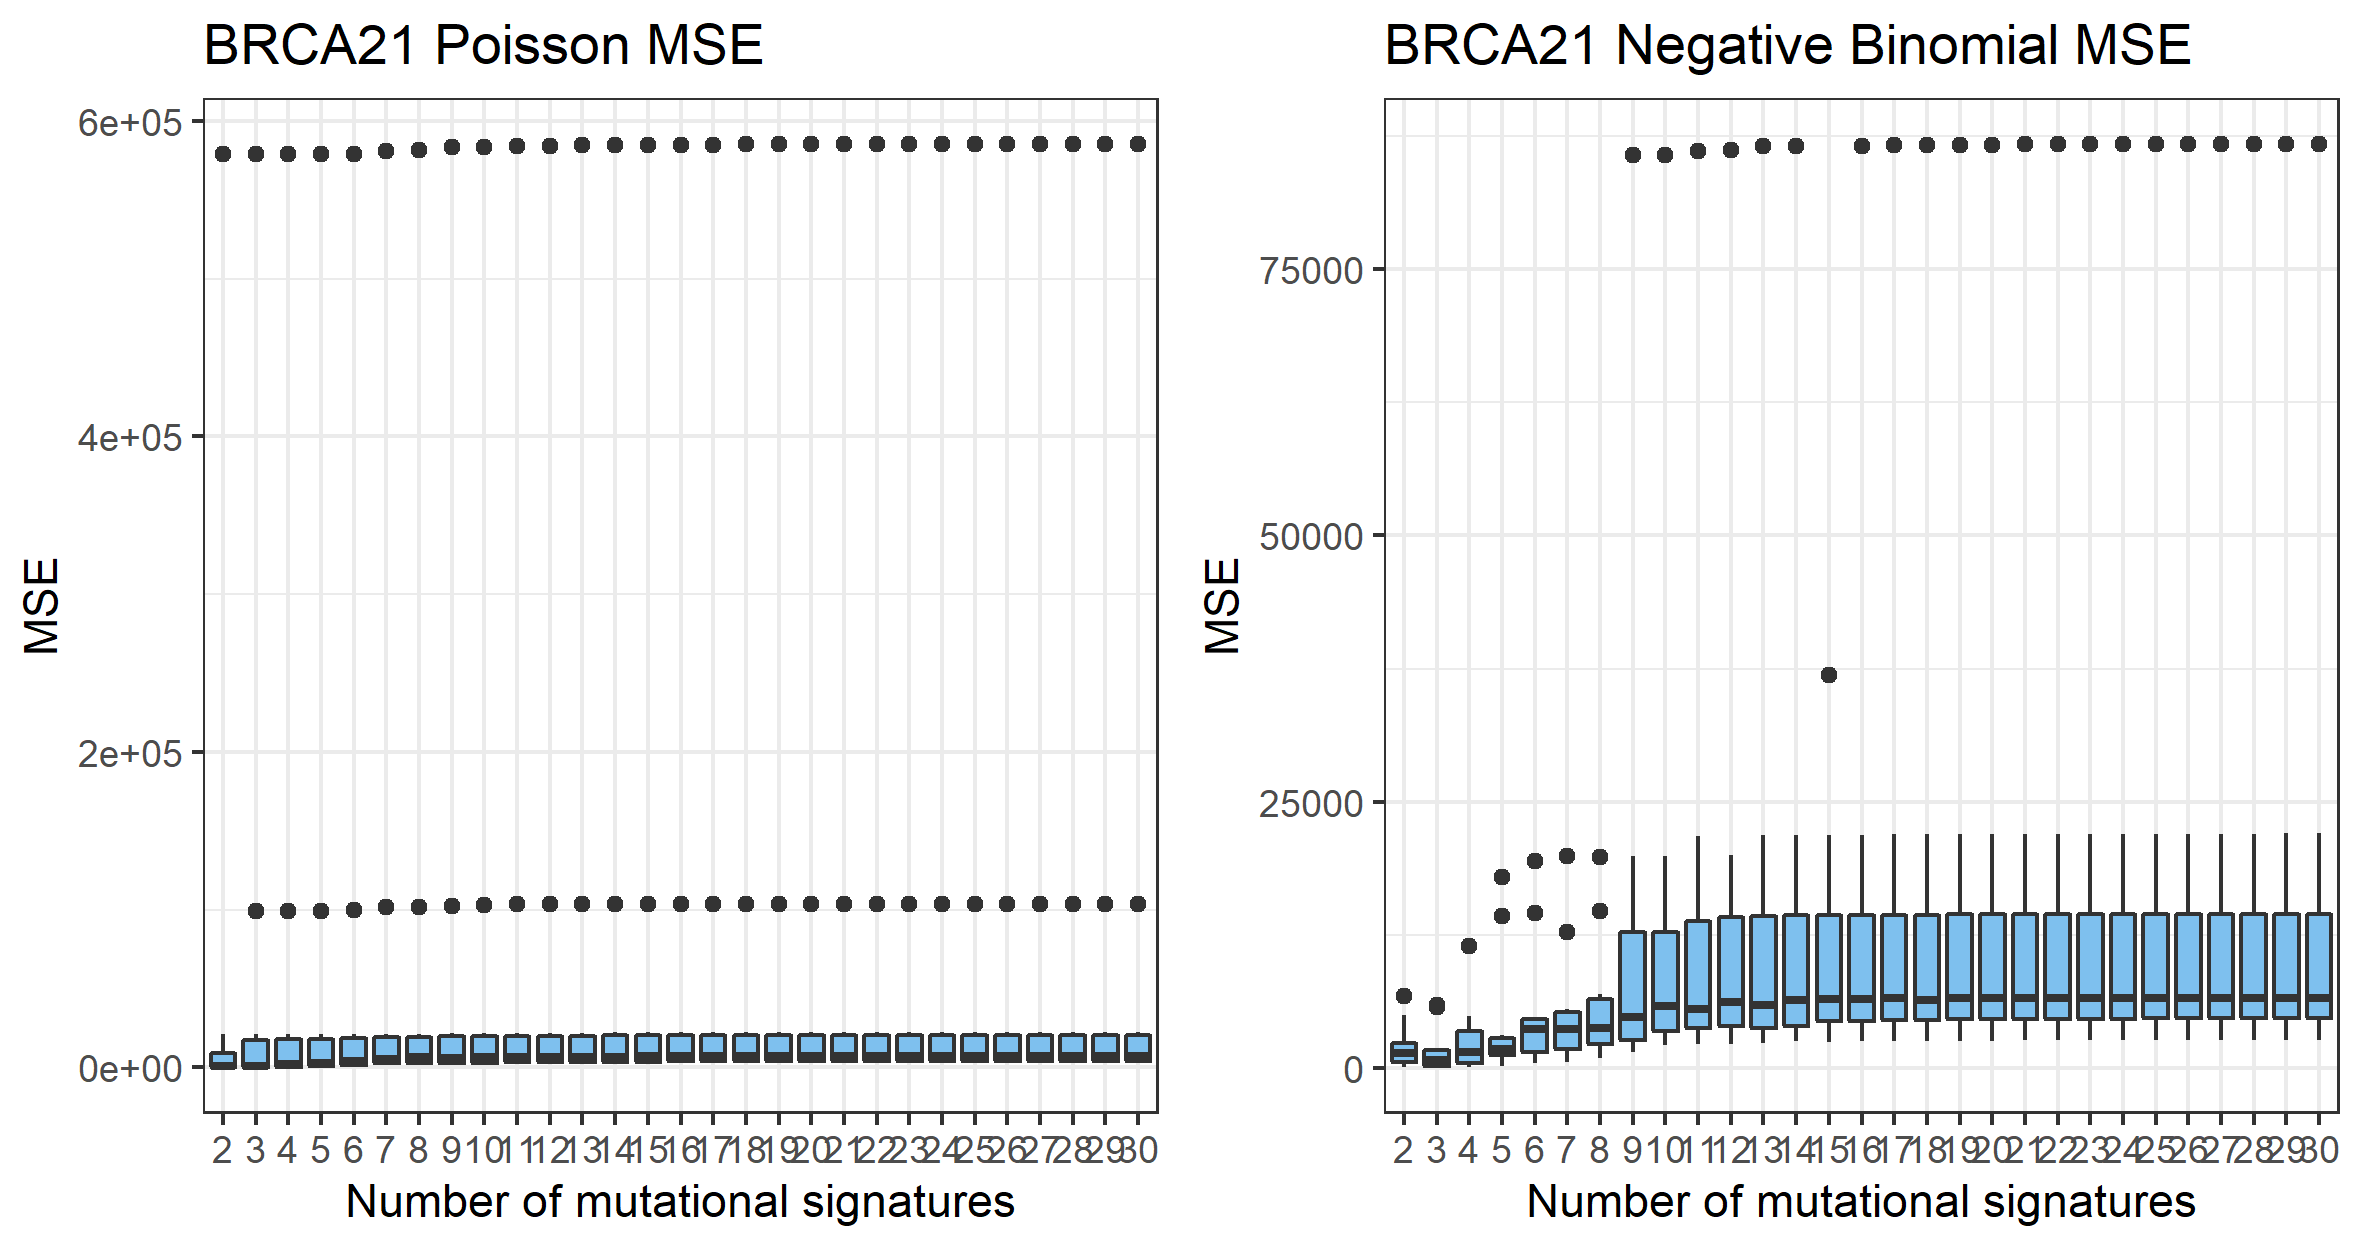 BRCA21 Poisson MSE
MSE
6e+05
4e+05
2e+05
0e+00
2 3 4 5 6 7 8 9 10 11 12 13 14 15 16 17 18 19 20 21 22 23 24 25 26 27 28 29 30
Number of mutational signatures
BRCA21 Negative Binomial MSE
MSE
75000
50000
25000
0
2 3 4 5 6 7 8 9 10 11 12 13 14 15 16 17 18 19 20 21 22 23 24 25 26 27 28 29 30
Number of mutational signatures